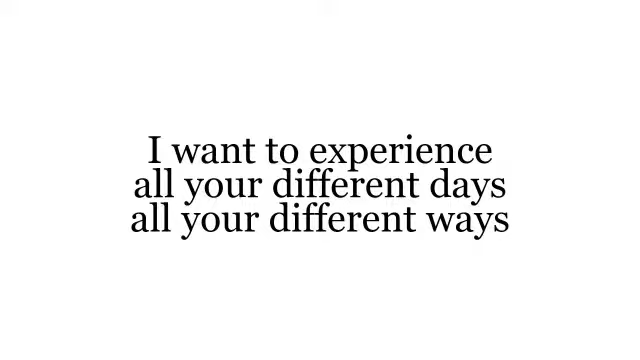 I want to experience
all your different days
all your different ways